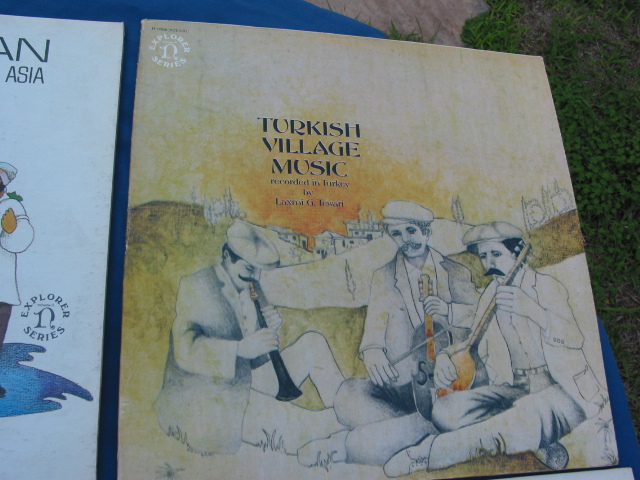 AN
ASIA
EXPLORER
n
SERIES
EXPLORER
n
SERIES
TURKISH
VILLAGE
MUSIC
recorded in Turkey
by
Laxmi G. Tewari